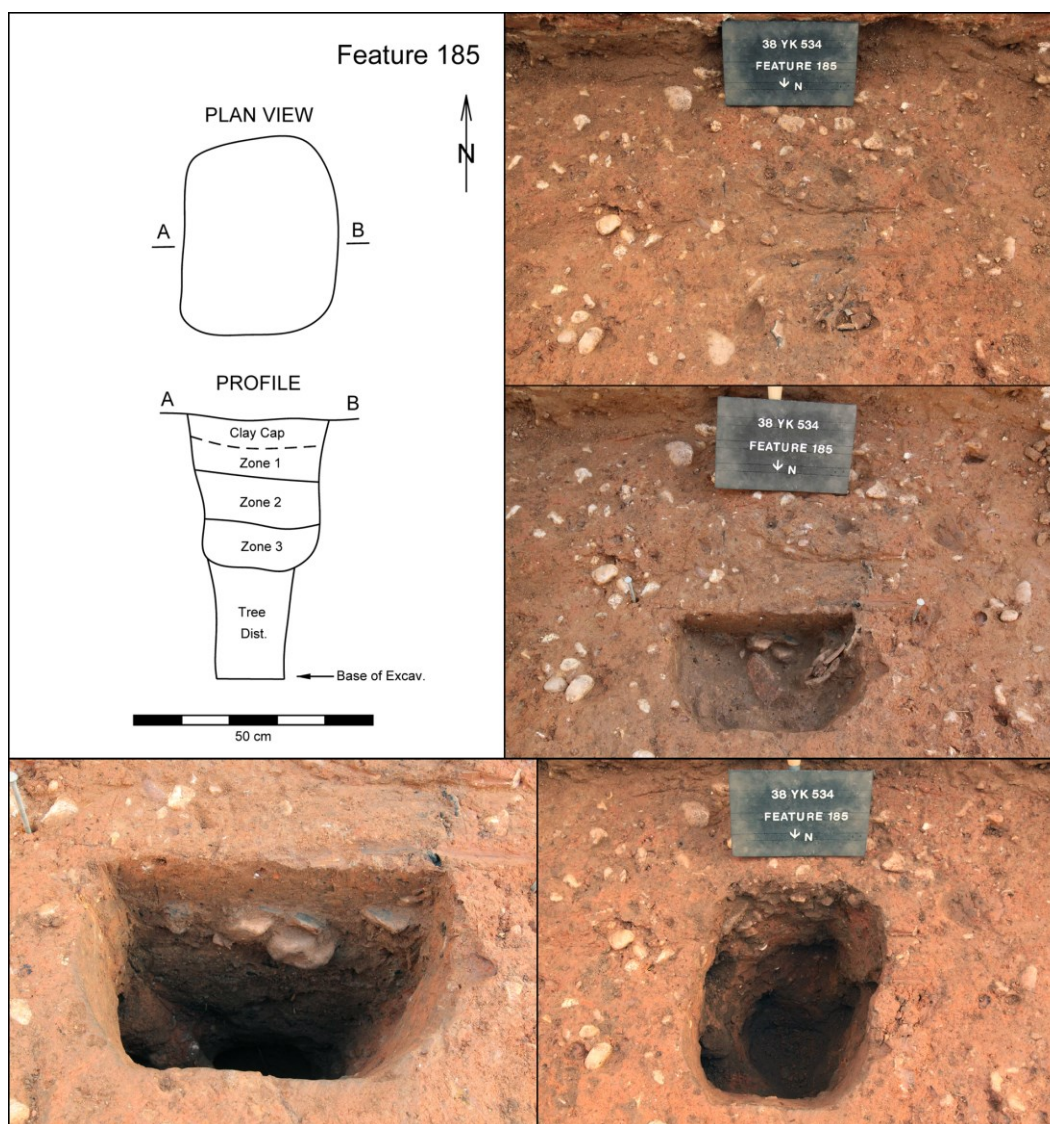 Feature 185
PLAN VIEW
N
A
B
PROFILE
A
B
Clay Cap
Zone 1
Zone 2
Zone 3
Tree
Dist.
Base of Excav.
50 cm
38 YK 534
FEATURE 185
N
38 YK 534
FEATURE 185
N
38 YK 534
FEATURE 185
N